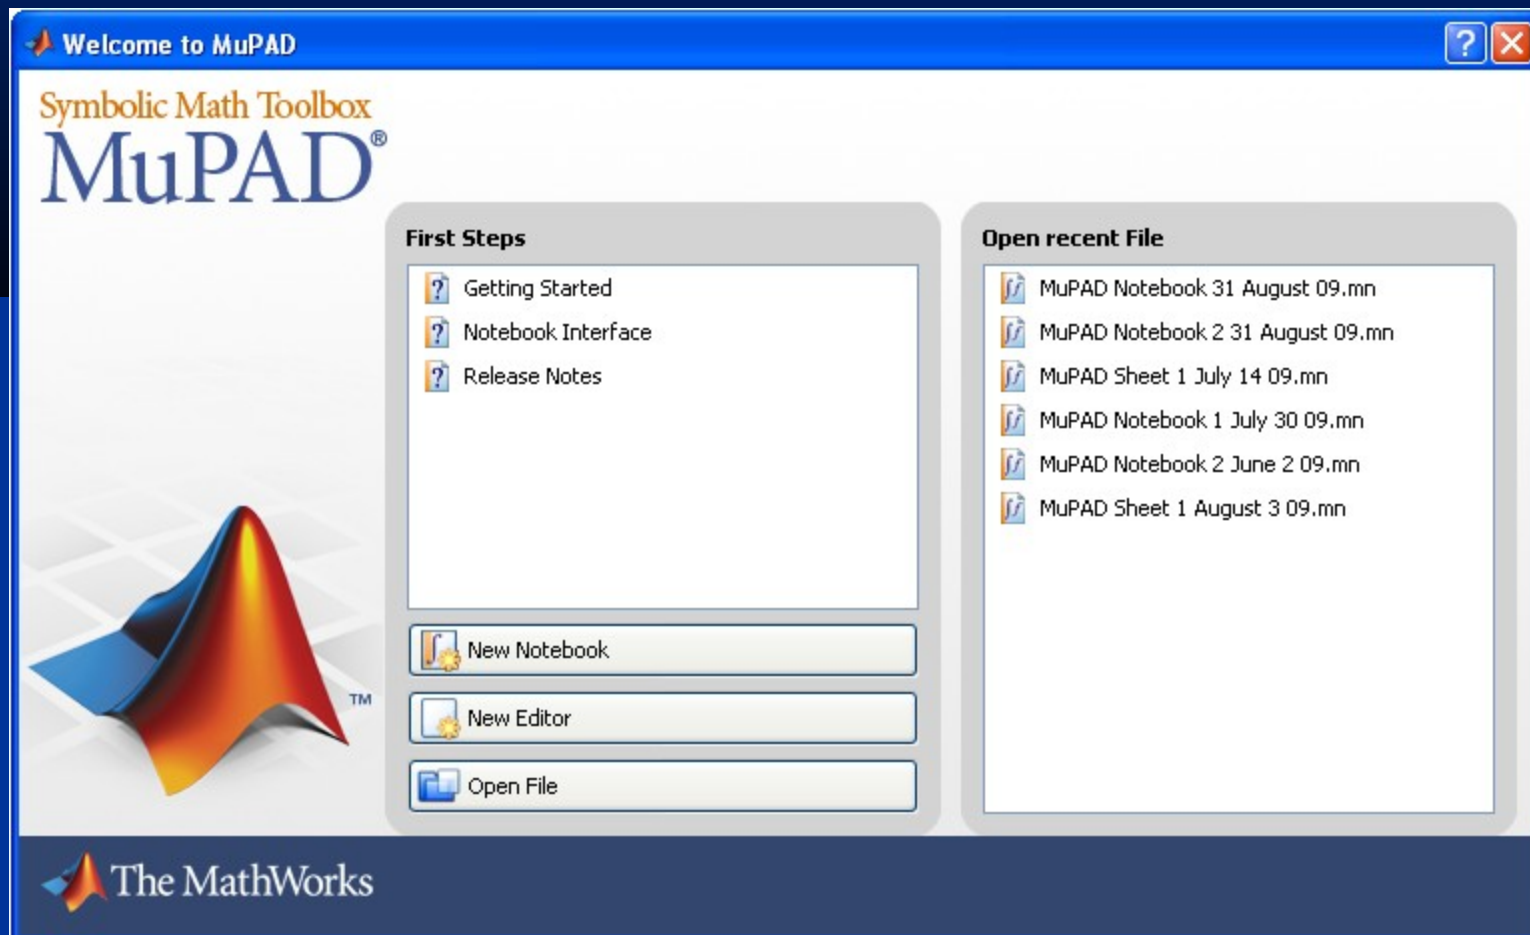 Welcome to MuPAD
Symbolic Math Toolbox
MuPAD®
First Steps
Getting Started
Notebook Interface
Release Notes
New Notebook
New Editor
Open File
Open recent File
MuPAD Notebook 31 August 09.mn
MuPAD Notebook 2 31 August 09.mn
MuPAD Sheet 1 July 14 09.mn
MuPAD Notebook 1 July 30 09.mn
MuPAD Notebook 2 June 2 09.mn
MuPAD Sheet 1 August 3 09.mn
TM
The MathWorks